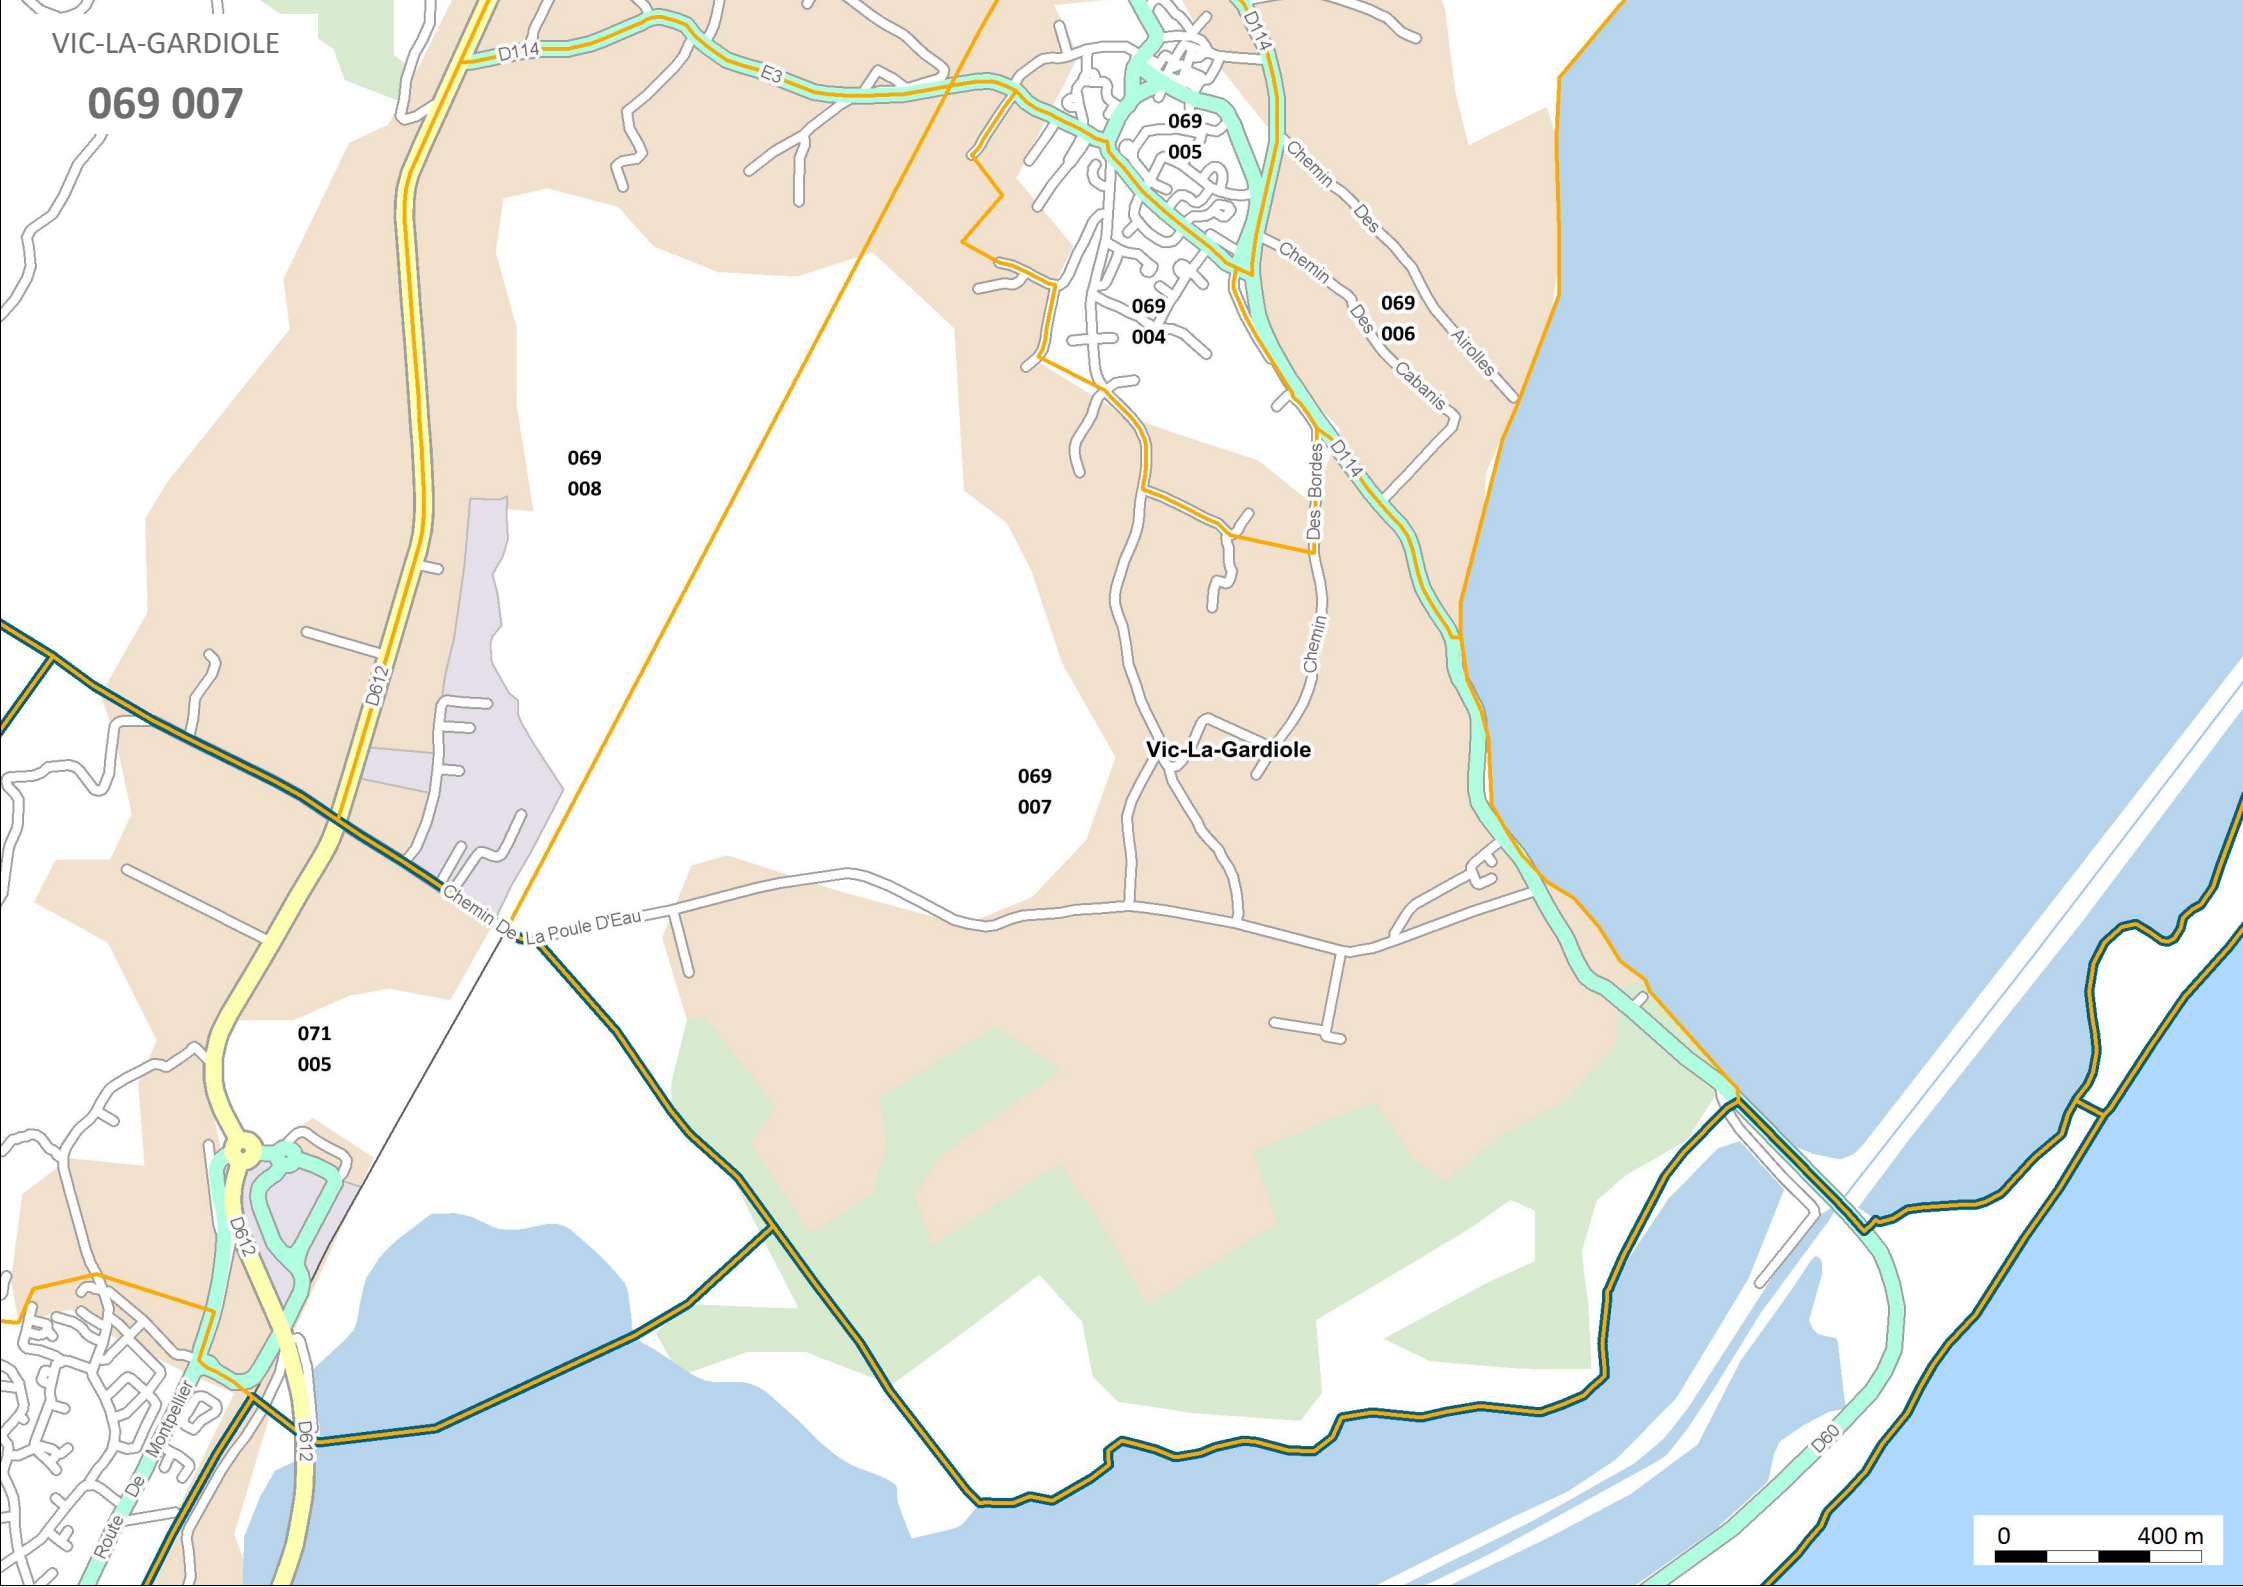 VIC-LA-GARDIOLE
069 007
D114
E3
D114
069
005
Chemin
Des
Airolles
Chemin
Des
Cabanis
069
006
069
004
069
008
D114
Des Bordes
Chemin
D612
Vic-La-Gardiole
069
007
Chemin De La Poule D'Eau
071
005
D612
D612
Route De Montpellier
D60
0 400 m